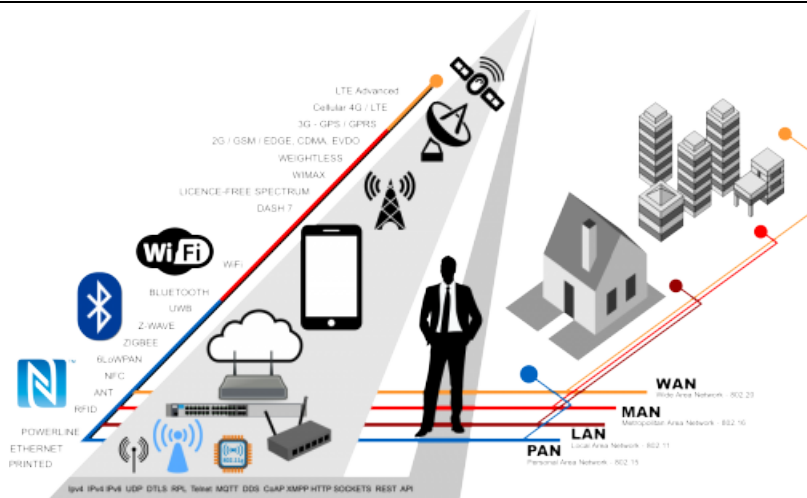 LTE Advanced
Cellular 4G / LTE
3G - GPS / GPRS
2G / GSM / EDGE, CDMA, EVDO
WEIGHTLESS
WIMAX
LICENCE-FREE SPECTRUM
DASH 7
WiFi
WiFi
BLUETOOTH
UWB
Z-WAVE
ZIGBEE
6LoWPAN
NFC
ANT
RFID
POWERLINE
ETHERNET
PRINTED
802.11p
WAN
Wide Area Network - 802.20
MAN
Metropolitan Area Network - 802.16
LAN
Local Area Network - 802.11
PAN
Personal Area Network - 802.15
Ipv4 IPv4 IPv6 UDP DTLS RPL Telnet MQTT DDS CoAP XMPP HTTP SOCKETS REST API